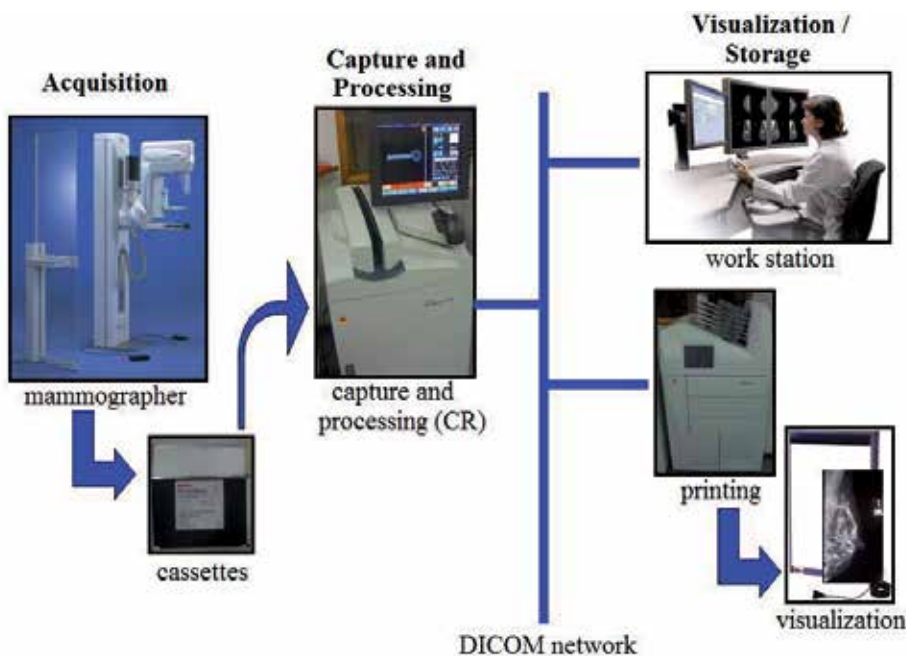 Acquisition
mammographer
cassettes
Capture and
Processing
capture and
processing (CR)
DICOM network
Visualization /
Storage
work station
printing
visualization